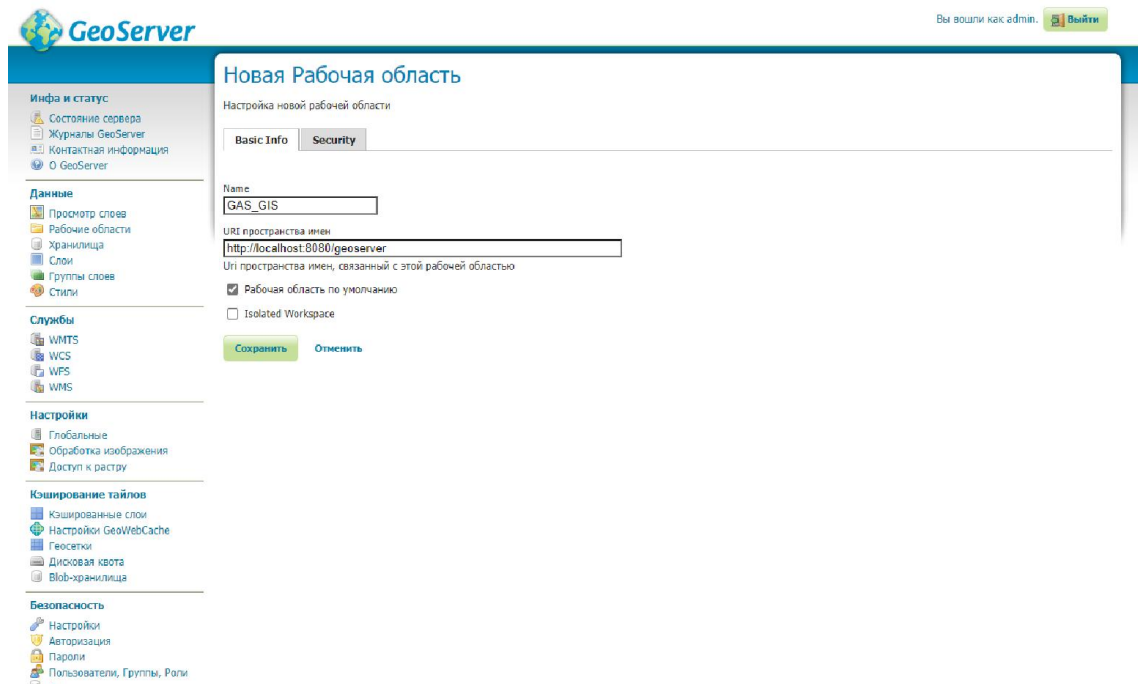 GeoServer
Вы вошли как admin.
Выйти
Инфа и статус
Состояние сервера
Журналы GeoServer
Контактная информация
О GeoServer
Данные
Просмотр слоев
Рабочие области
Хранилища
Слои
Группы слоев
Стили
Службы
WMTS
WCS
WFS
WMS
Настройки
Глобальные
Обработка изображения
Доступ к растру
Кэширование тайлов
Кэшированные слои
Настройки GeoWebCache
Геосетки
Дисковая квота
Blob-хранилища
Безопасность
Настройки
Авторизация
Пароли
Пользователи, Группы, Роли
Новая Рабочая область
Настройка новой рабочей области
Basic Info
Security
Name
GAS_GIS
URI пространства имен
http://localhost:8080/geoserver
Uri пространства имен, связанный с этой рабочей областью
Рабочая область по умолчанию
Isolated Workspace
Сохранить
Отменить